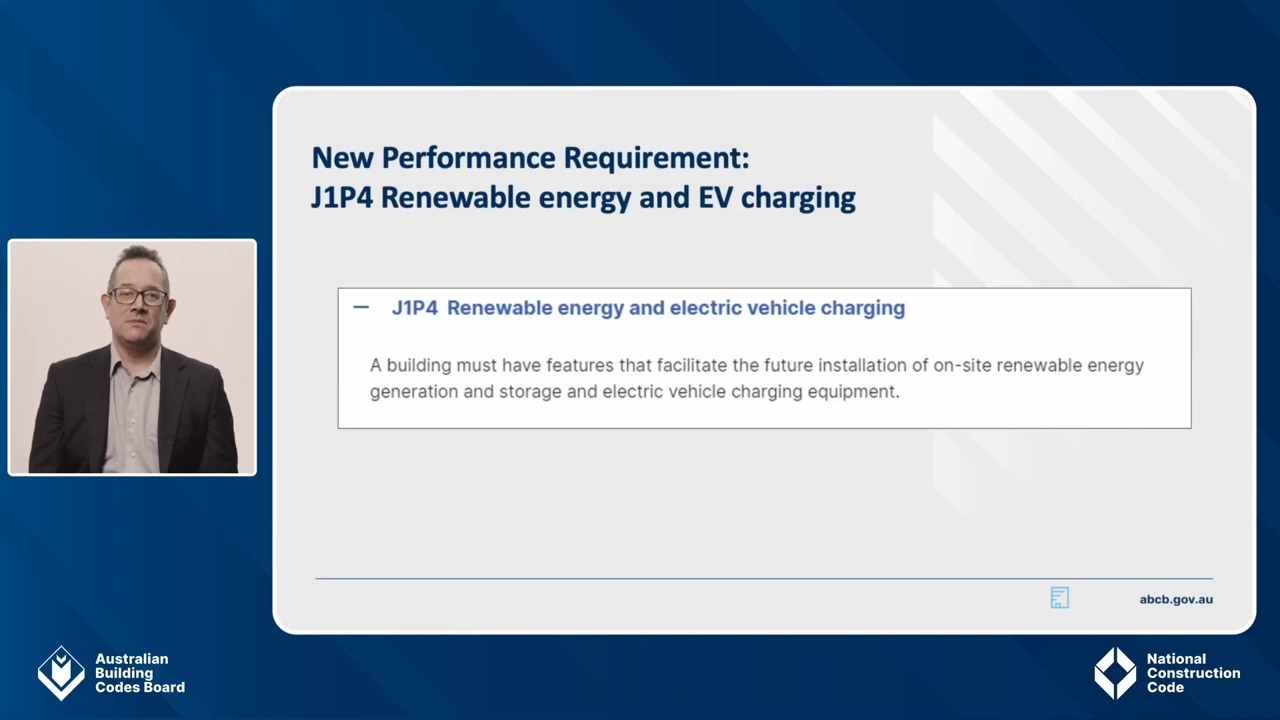 New Performance Requirement:
J1P4 Renewable energy and EV charging
— J1P4 Renewable energy and electric vehicle charging
A building must have features that facilitate the future installation of on-site renewable energy
generation and storage and electric vehicle charging equipment.
abcb.gov.au
Australian
Building
Codes Board
National
Construction
Code